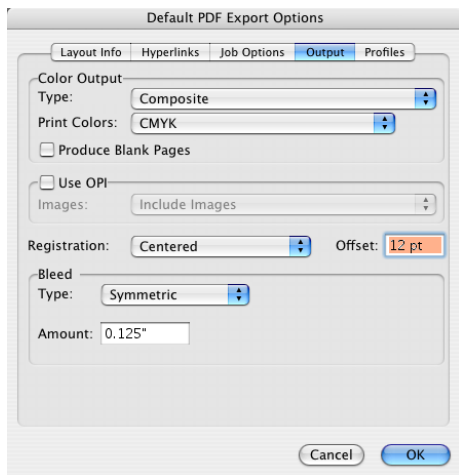 Default PDF Export Options
Layout Info Hyperlinks Job Options Output Profiles
Color Output
Type: Composite
Print Colors: CMYK
Produce Blank Pages
Use OPI
Images: Include Images
Registration: Centered Offset: 12 pt
Bleed
Type: Symmetric
Amount: 0.125"
Cancel OK